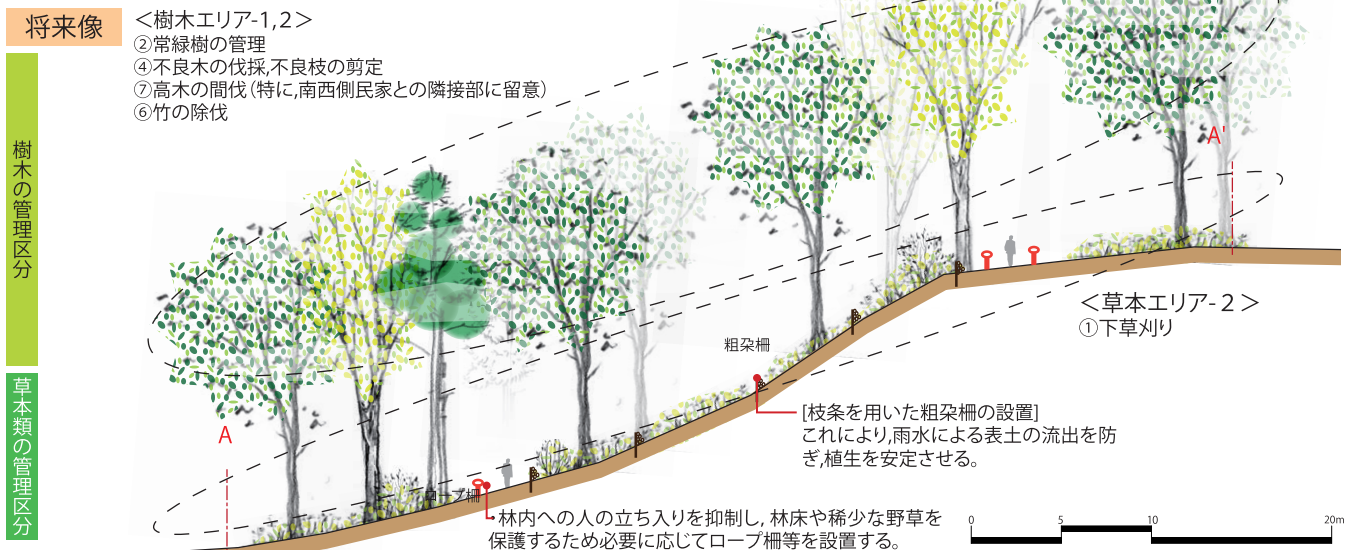 将来像
＜樹木エリア-1,2＞
②常緑樹の管理
④不良木の伐採,不良枝の剪定
⑦高木の間伐（特に,南西側民家との隣接部に留意）
⑥竹の除伐
樹木の管理区分
A'
＜草本エリア-２＞
①下草刈り
粗朶柵
[枝条を用いた粗朶柵の設置]
これにより,雨水による表土の流出を防
ぎ,植生を安定させる。
草本類の管理区分
A
ロープ柵
・林内への人の立ち入りを抑制し, 林床や稀少な野草を
保護するため必要に応じてロープ柵等を設置する。
0 5 10 20m